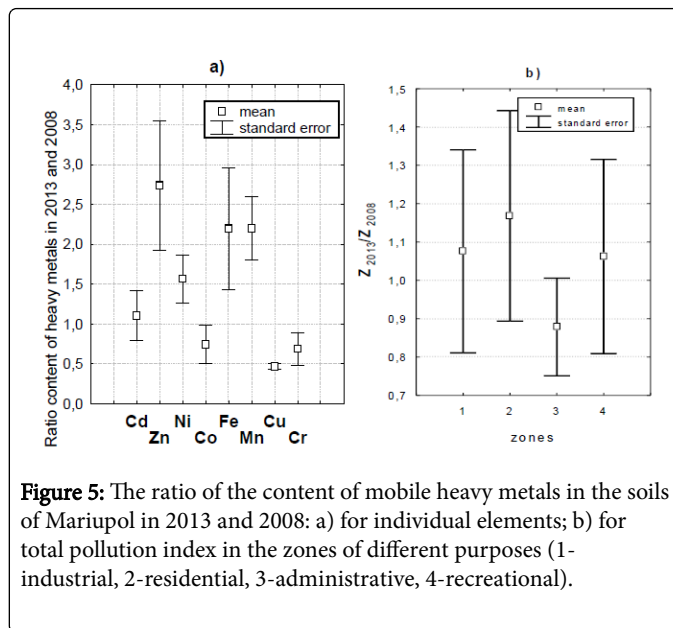 a)
Ratio content of heavy metals in 2013 and 2008
4,0
3,5
3,0
2,5
2,0
1,5
1,0
0,5
0,0
mean
standard error
Cd
Zn
Ni
Co
Fe
Mn
Cu
Cr
b)
Z 2013/Z 2008
1,5
1,4
1,3
1,2
1,1
1,0
0,9
0,8
0,7
mean
standard error
1 2 3 4
zones
Figure 5: The ratio of the content of mobile heavy metals in the soils
of Mariupol in 2013 and 2008: a) for individual elements; b) for
total pollution index in the zones of different purposes (1-
industrial, 2-residential, 3-administrative, 4-recreational).